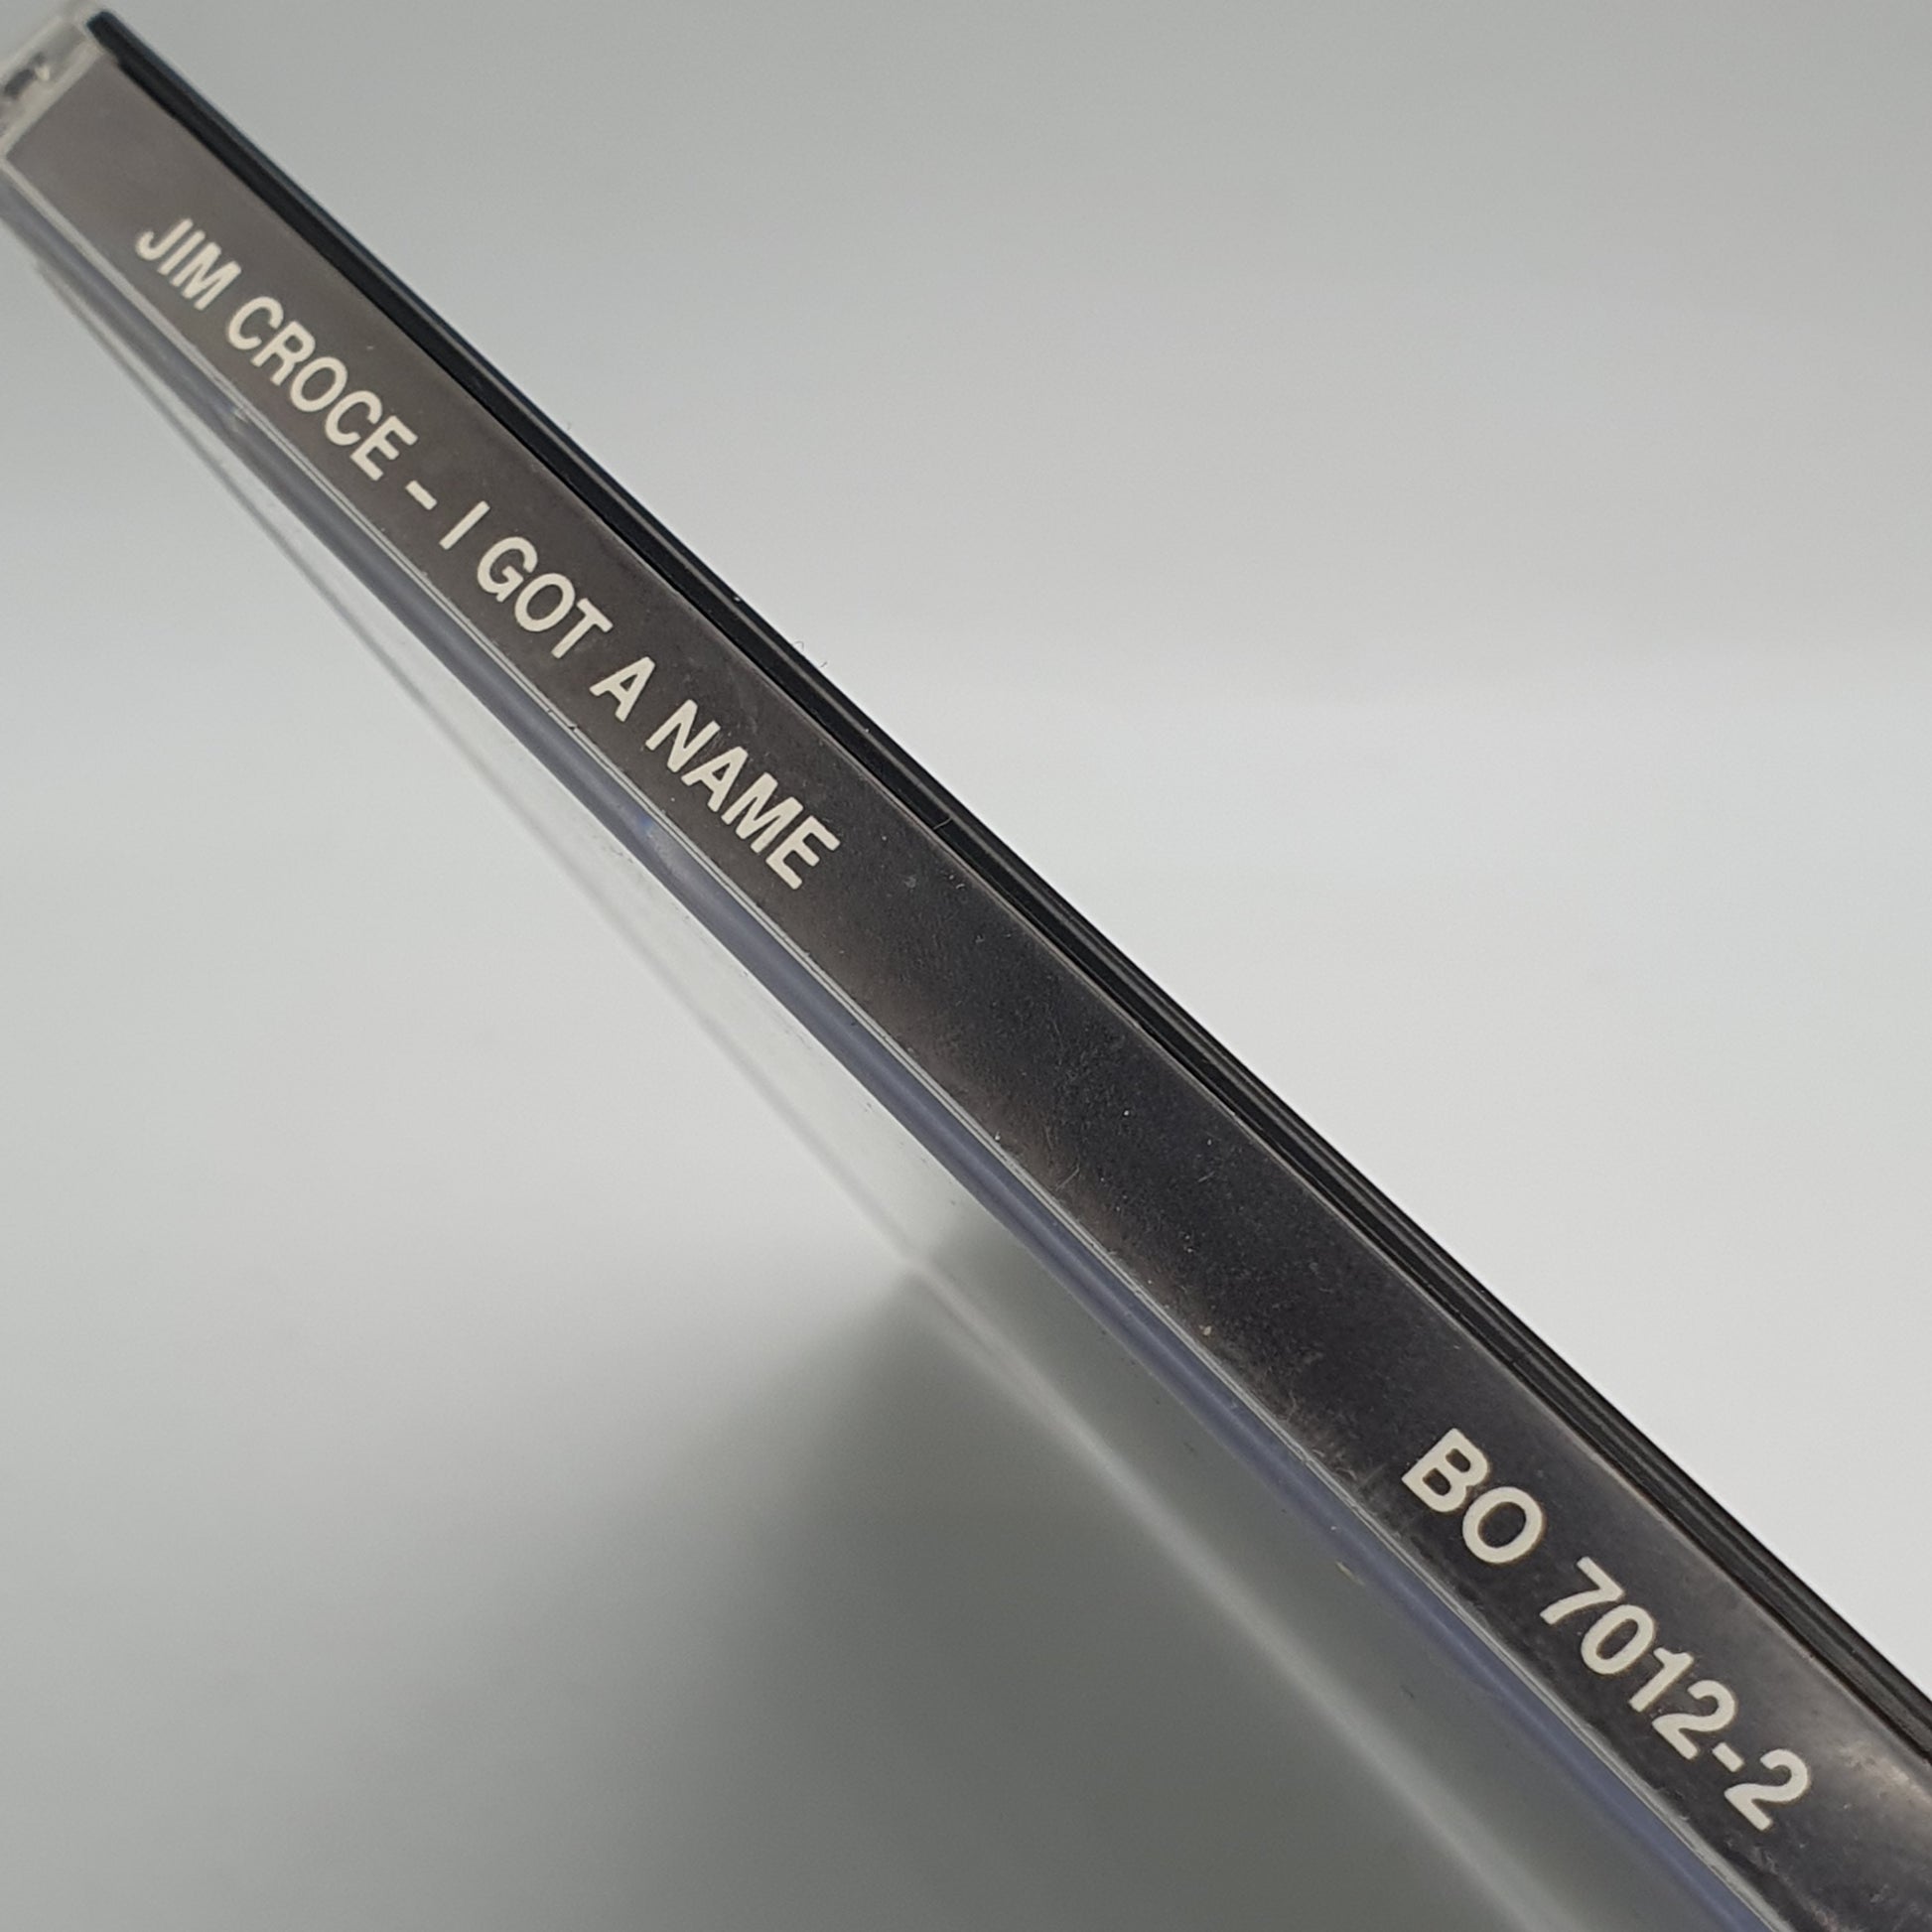 JIM CROCE – I GOT A NAME
BO 7012-2